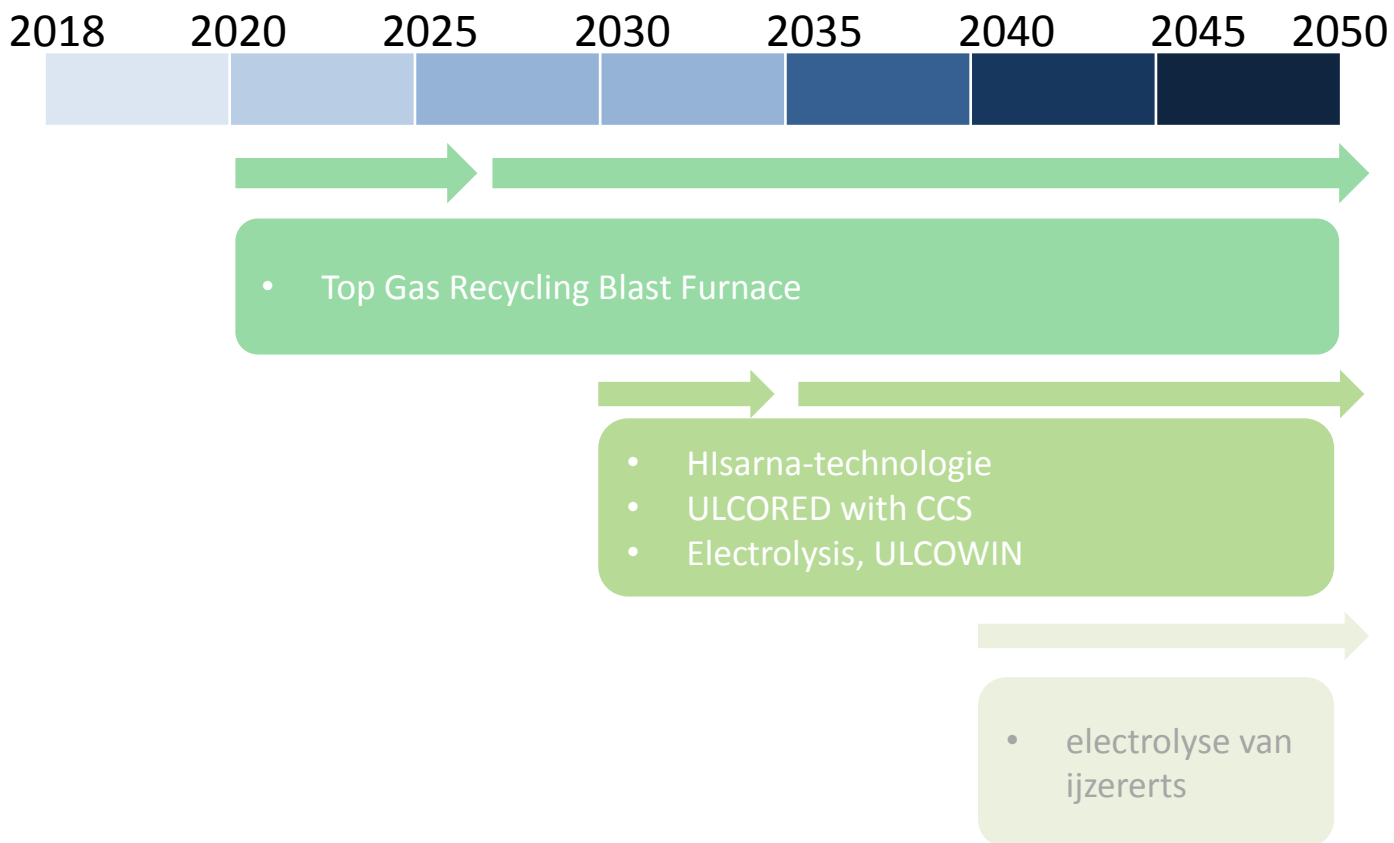 2018 2020 2025 2030 2035 2040 2045 2050
• Top Gas Recycling Blast Furnace
• HIsarna-technologie
• ULCORED with CCS
• Electrolysis, ULCOWIN
• electrolyse van
ijzererts